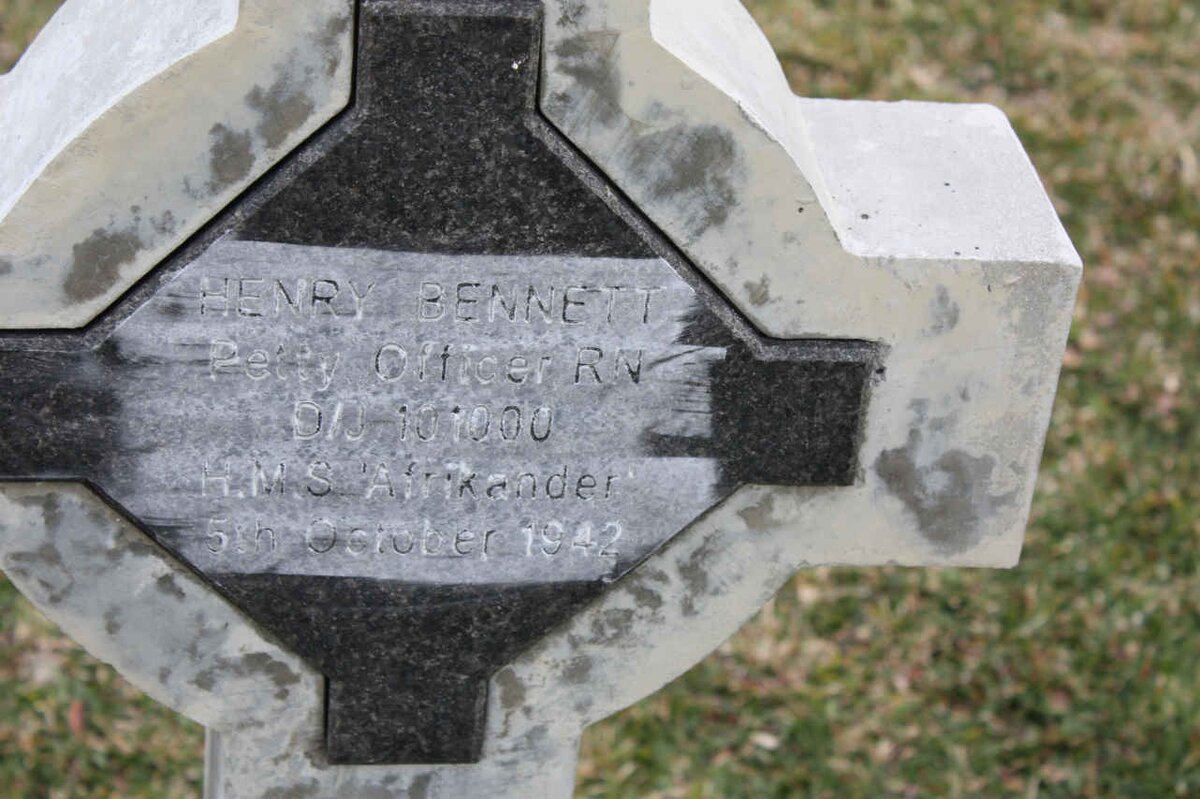 HENRY BENNETT
Petty Officer RN
D/J 101000
H.M.S. 'Afrikander'
5th October 1942